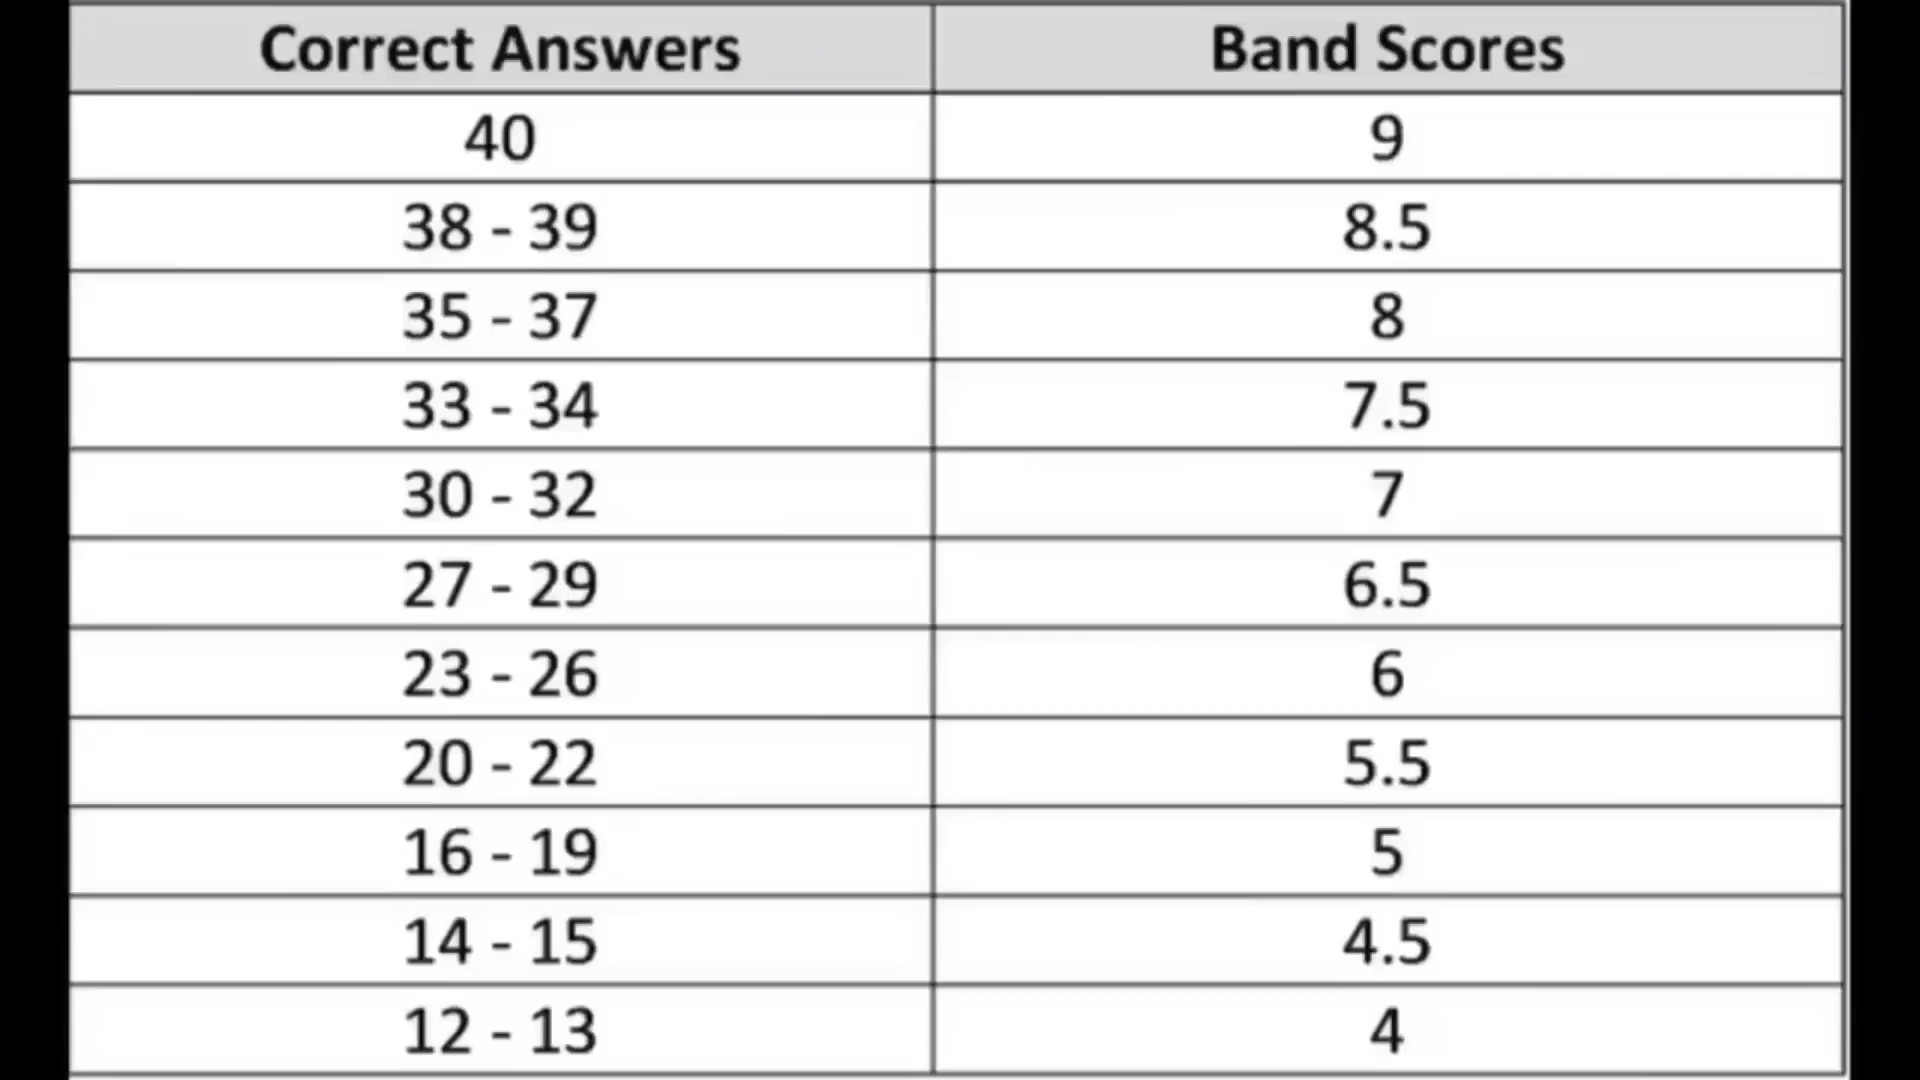 Correct Answers Band Scores
40 9
38 - 39 8.5
35 - 37 8
33 - 34 7.5
30 - 32 7
27 - 29 6.5
23 - 26 6
20 - 22 5.5
16 - 19 5
14 - 15 4.5
12 - 13 4